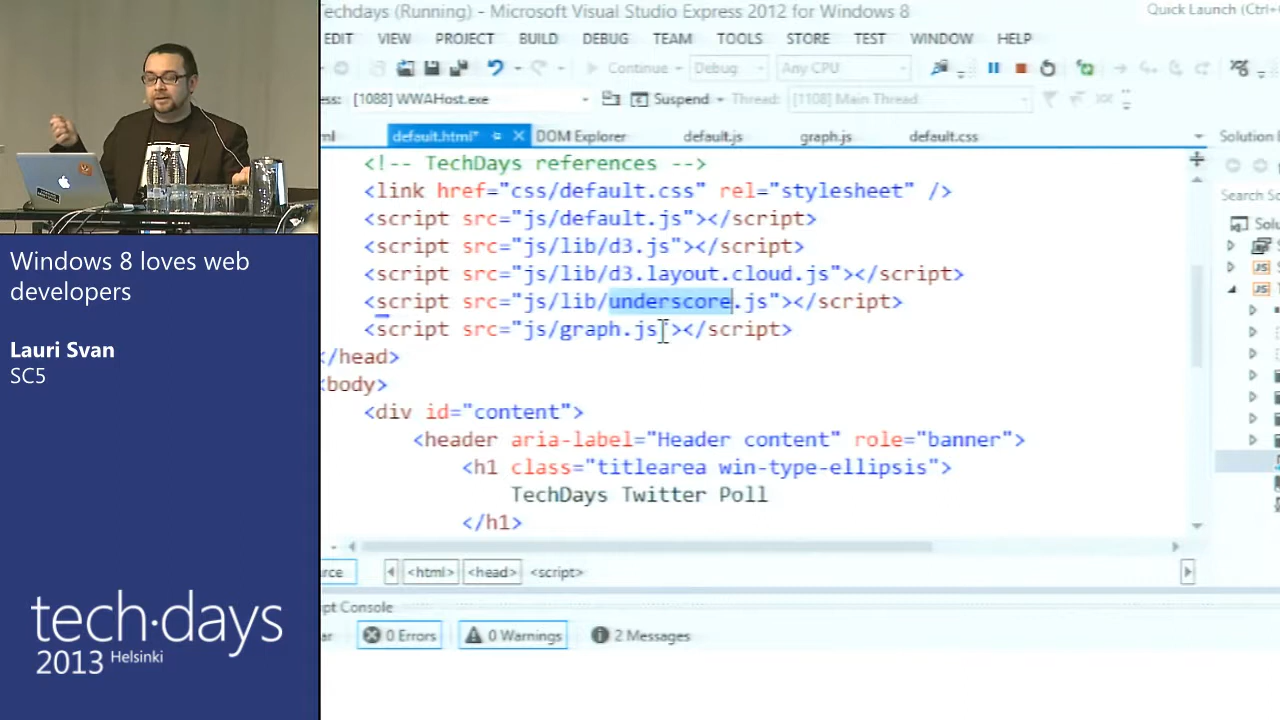 Techdays (Running) - Microsoft Visual Studio Express 2012 for Windows 8
Quick Launch (Ctrl+
EDIT VIEW PROJECT BUILD DEBUG TEAM TOOLS STORE TEST WINDOW HELP
Continue Debug Any CPU
[1088] WWAHost.exe Suspend Thread: [1108] Main Thread
default.html* DOM Explorer default.js graph.js default.css
Solution
Search So
<!-- TechDays references -->
<link href="css/default.css" rel="stylesheet" />
<script src="js/default.js"></script>
<script src="js/lib/d3.js"></script>
<script src="js/lib/d3.layout.cloud.js"></script>
<script src="js/lib/underscore.js"></script>
<script src="js/graph.js"></script>
</head>
<body>
<div id="content">
<header aria-label="Header content" role="banner">
<h1 class="titlearea win-type-ellipsis">
TechDays Twitter Poll
</h1>
<html> <head> <script>
pt Console
0 Errors 0 Warnings 2 Messages
Windows 8 loves web
developers
Lauri Svan
SC5
tech·days
2013 Helsinki